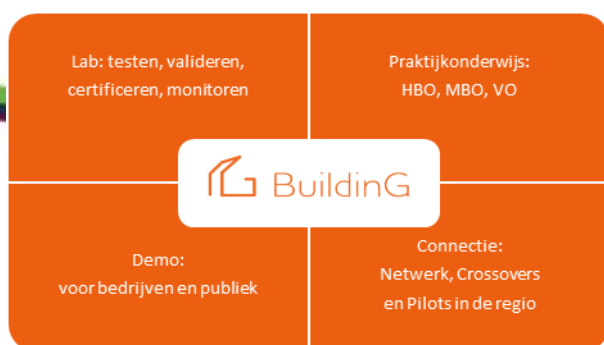 Lab: testen, valideren,
certificeren, monitoren
Praktijkonderwijs:
HBO, MBO, VO
BuildinG
Demo:
voor bedrijven en publiek
Connectie:
Netwerk, Crossovers
en Pilots in de regio